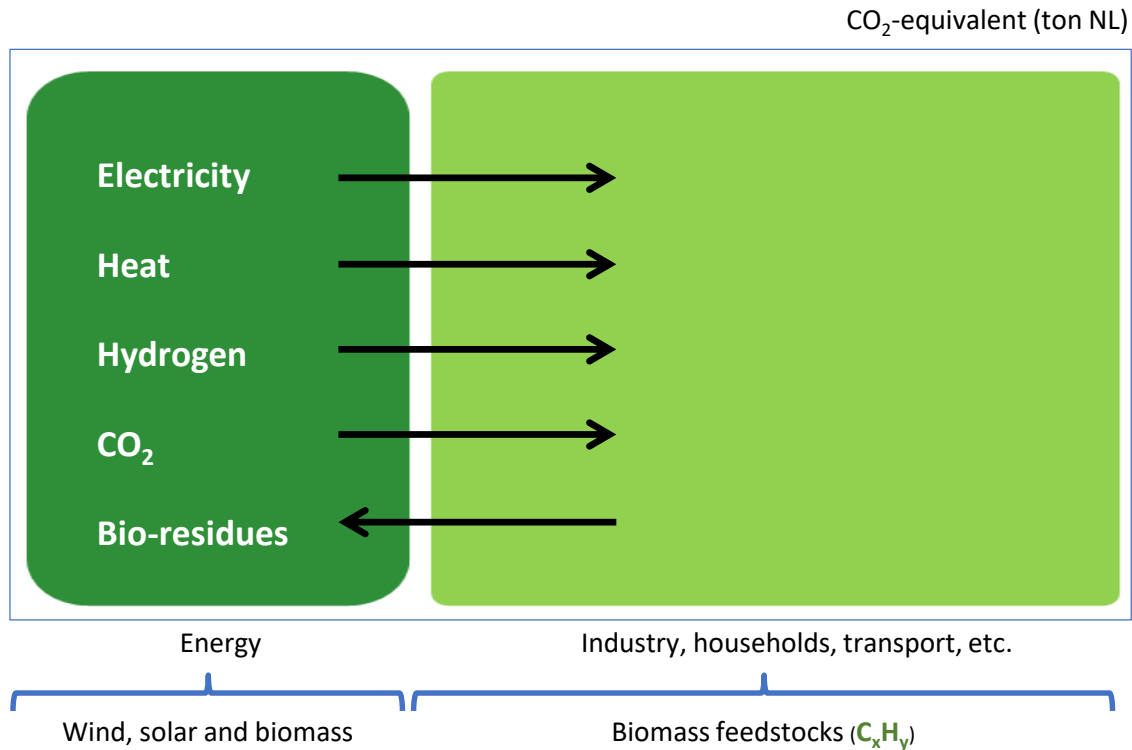 CO₂-equivalent (ton NL)
Electricity
Heat
Hydrogen
CO₂
Bio-residues
Energy
Industry, households, transport, etc.
Wind, solar and biomass
Biomass feedstocks (CₓHᵧ)